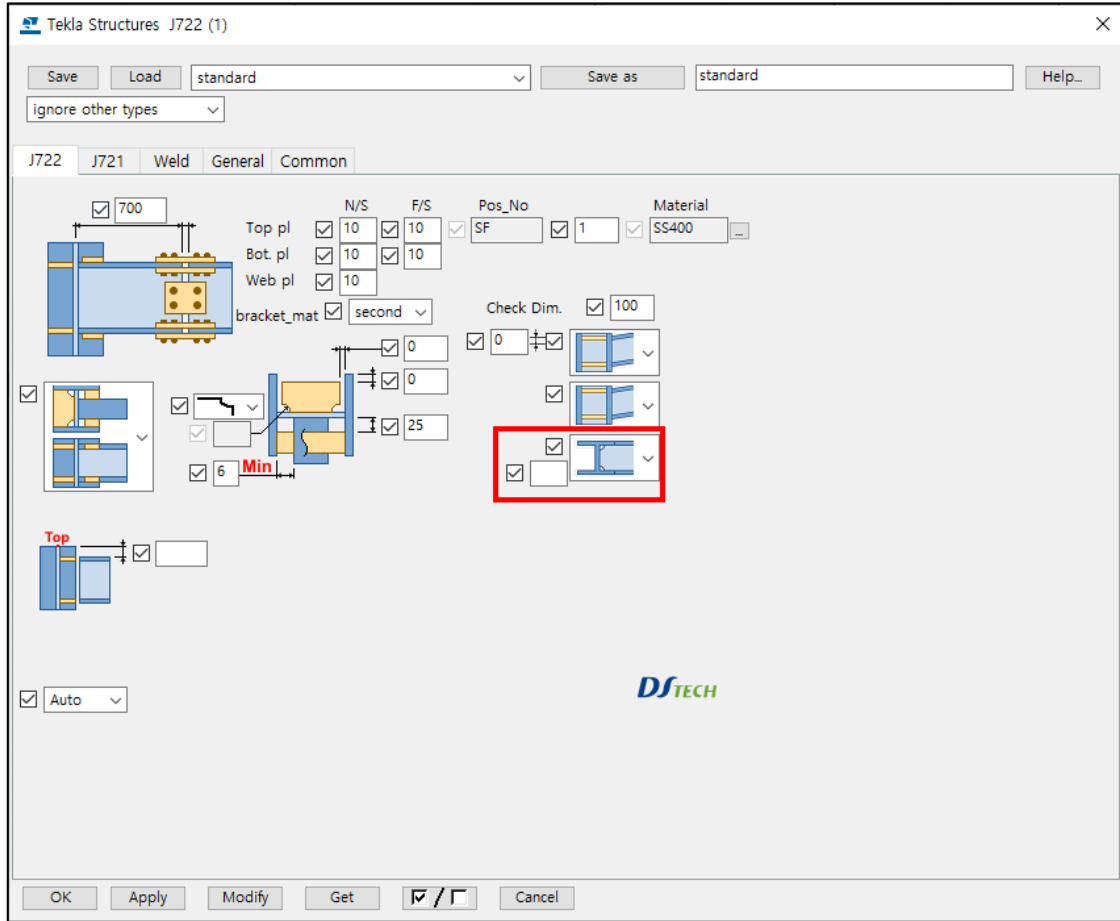 Tekla Structures J722 (1)
Save Load standard Save as standard Help...
ignore other types
J722 J721 Weld General Common
N/S F/S Pos_No Material
700
Top pl 10 10 SF 1 SS400 ...
Bot. pl 10 10
Web pl 10
bracket_mat second Check Dim. 100
0 0
0
25
6 Min
Top
Auto
DSTECH
OK Apply Modify Get / Cancel